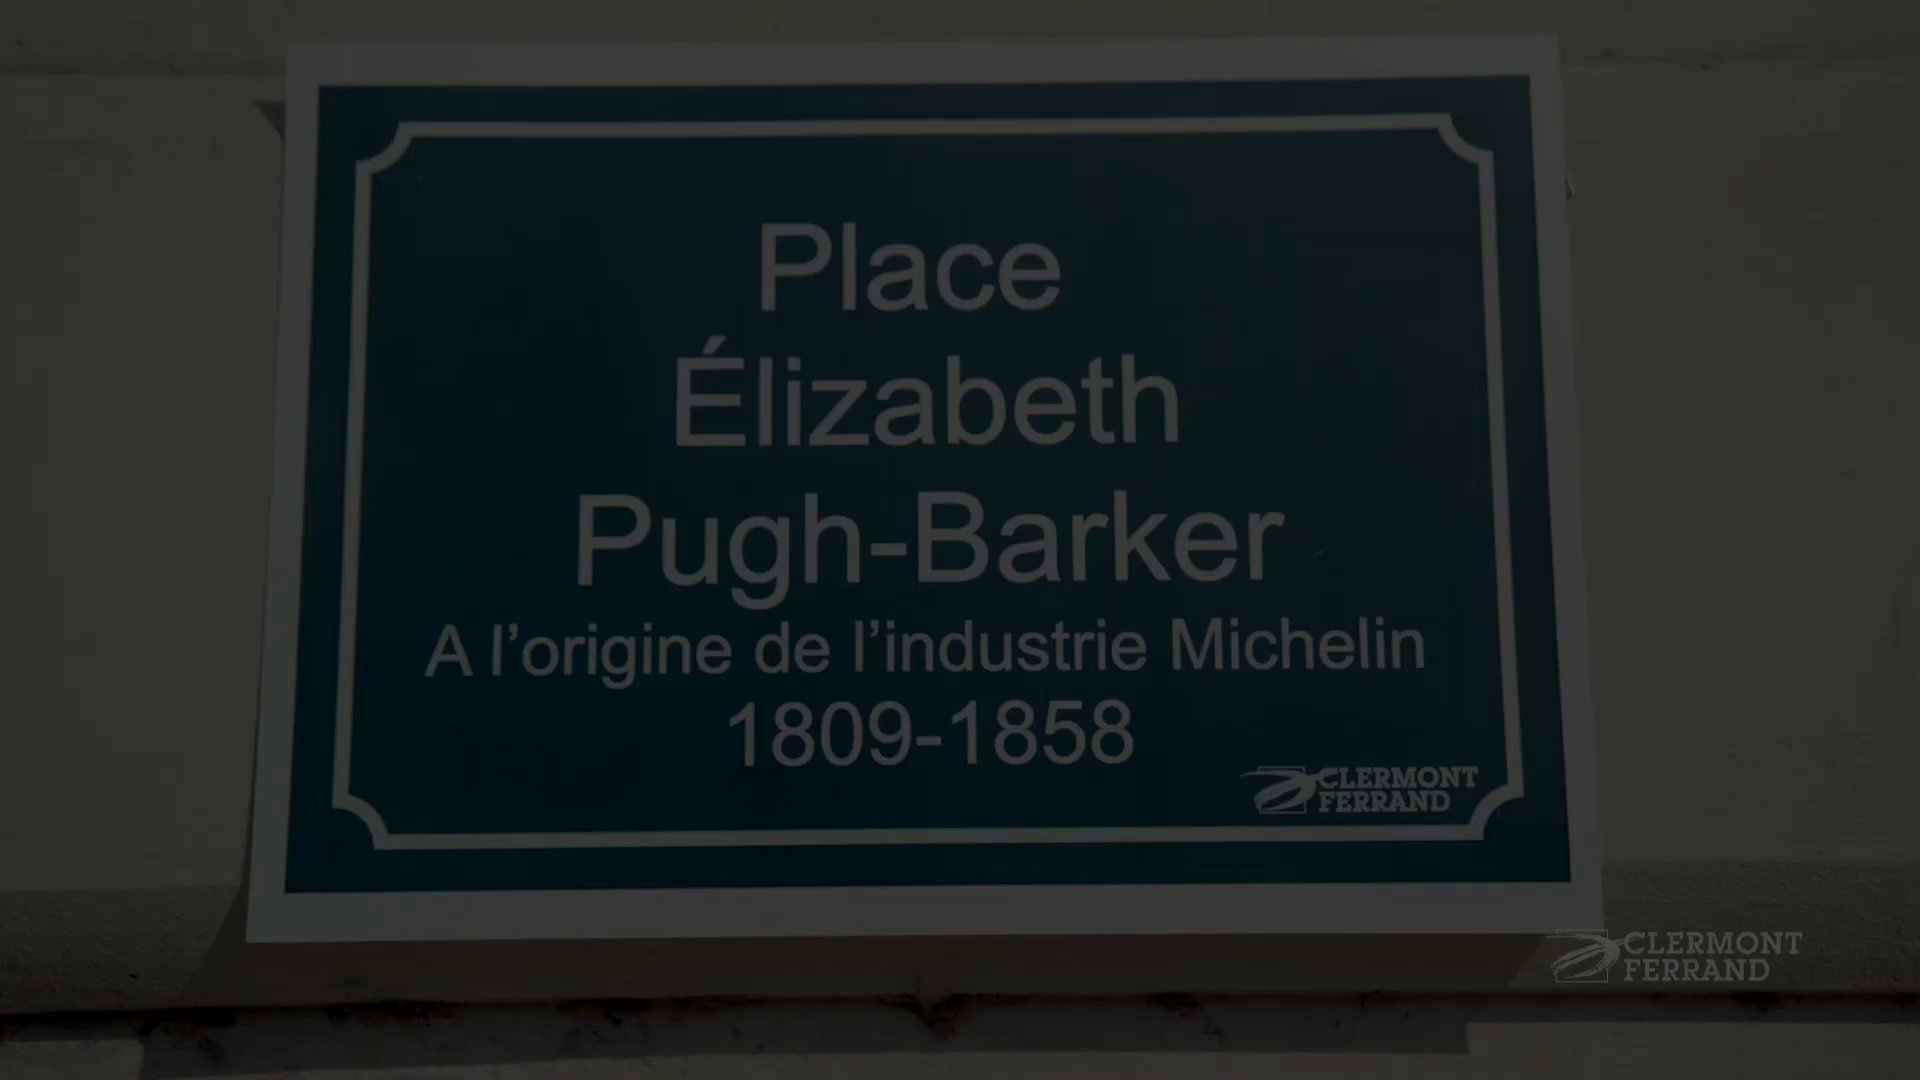 Place
Élizabeth
Pugh-Barker
A l’origine de l’industrie Michelin
1809-1858
CLERMONT
FERRAND
CLERMONT
FERRAND